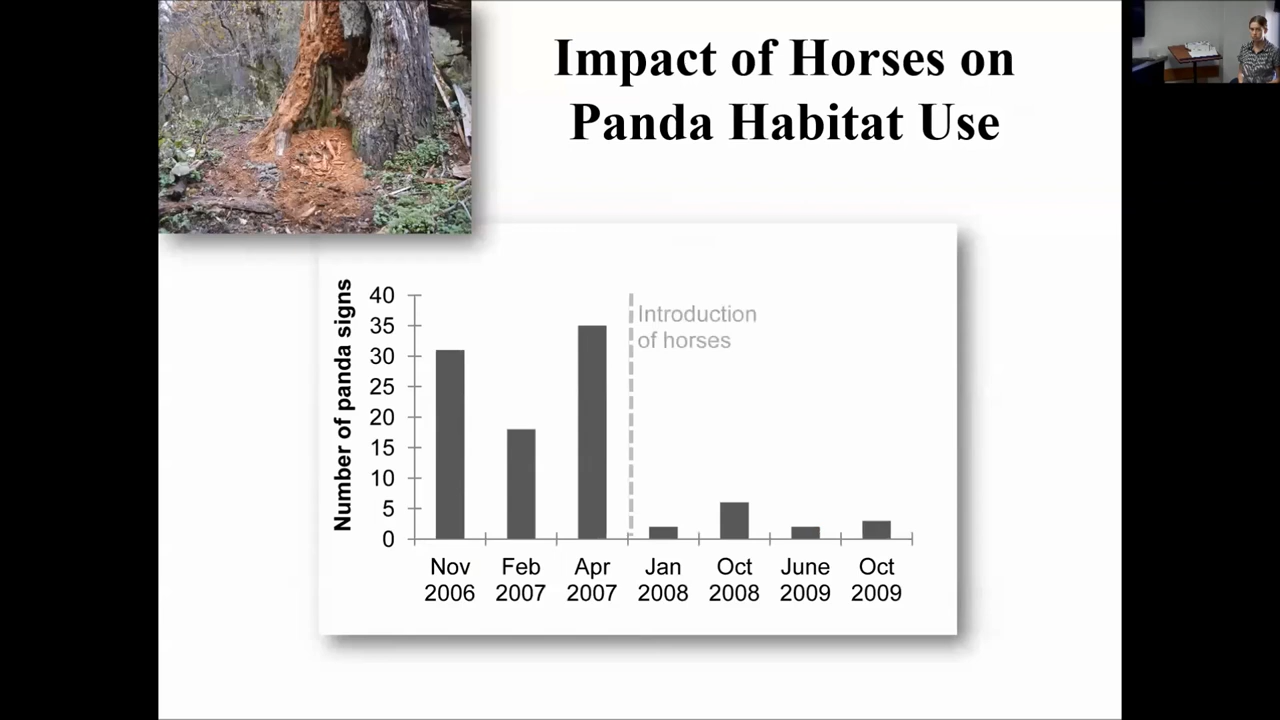 Impact of Horses on
Panda Habitat Use
Number of panda signs
40
35
30
25
20
15
10
5
0
Introduction
of horses
Nov
2006
Feb
2007
Apr
2007
Jan
2008
Oct
2008
June
2009
Oct
2009